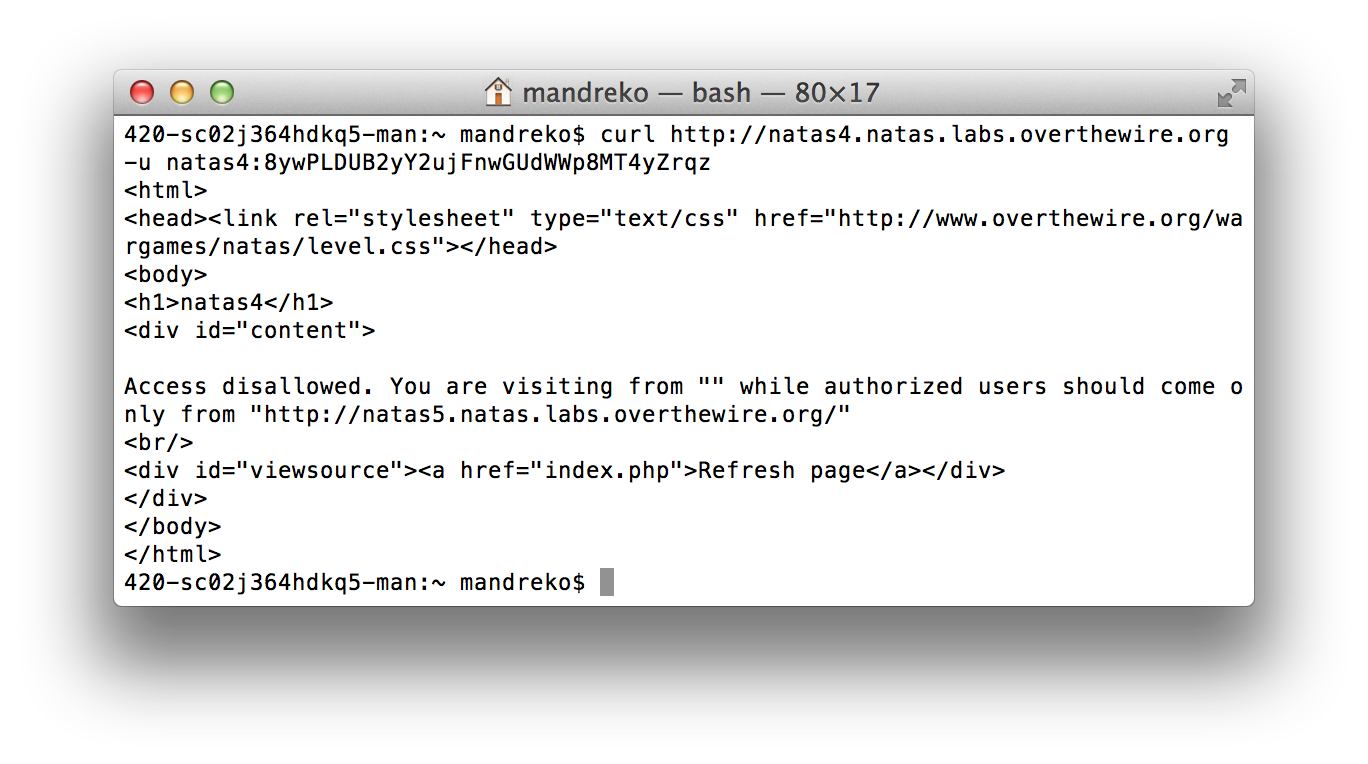 mandreko — bash — 80×17
420-sc02j364hdkq5-man:~ mandreko$ curl http://natas4.natas.labs.overthewire.org
-u natas4:8ywPLDUB2yY2ujFnwGUdWWp8MT4yZrqz
<html>
<head><link rel="stylesheet" type="text/css" href="http://www.overthewire.org/wa
rgames/natas/level.css"></head>
<body>
<h1>natas4</h1>
<div id="content">

Access disallowed. You are visiting from "" while authorized users should come o
nly from "http://natas5.natas.labs.overthewire.org/"
<br/>
<div id="viewsource"><a href="index.php">Refresh page</a></div>
</div>
</body>
</html>
420-sc02j364hdkq5-man:~ mandreko$